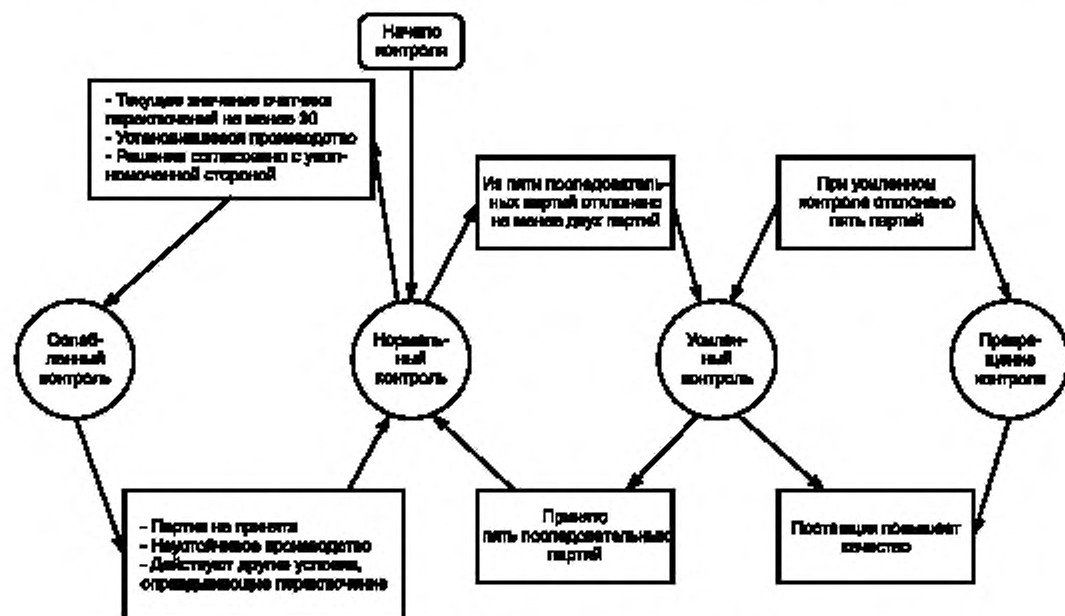 Начало
контроля
- Текущее значение счетчика
переключений не менее 30
- Установившееся производство
- Решение согласовано с упол-
номоченной стороной
Из пяти последователь-
ных партий отклонено
не менее двух партий
При усиленном
контроле отклонено
пять партий
Ослаб-
ленный
контроль
Нормаль-
ный
контроль
Усилен-
ный
контроль
Прекра-
щение
контроля
- Партия не принята
- Неустойчивое производство
- Действуют другие условия,
оправдывающие переключение
Принято
пять последовательных
партий
Поставщик повышает
качество